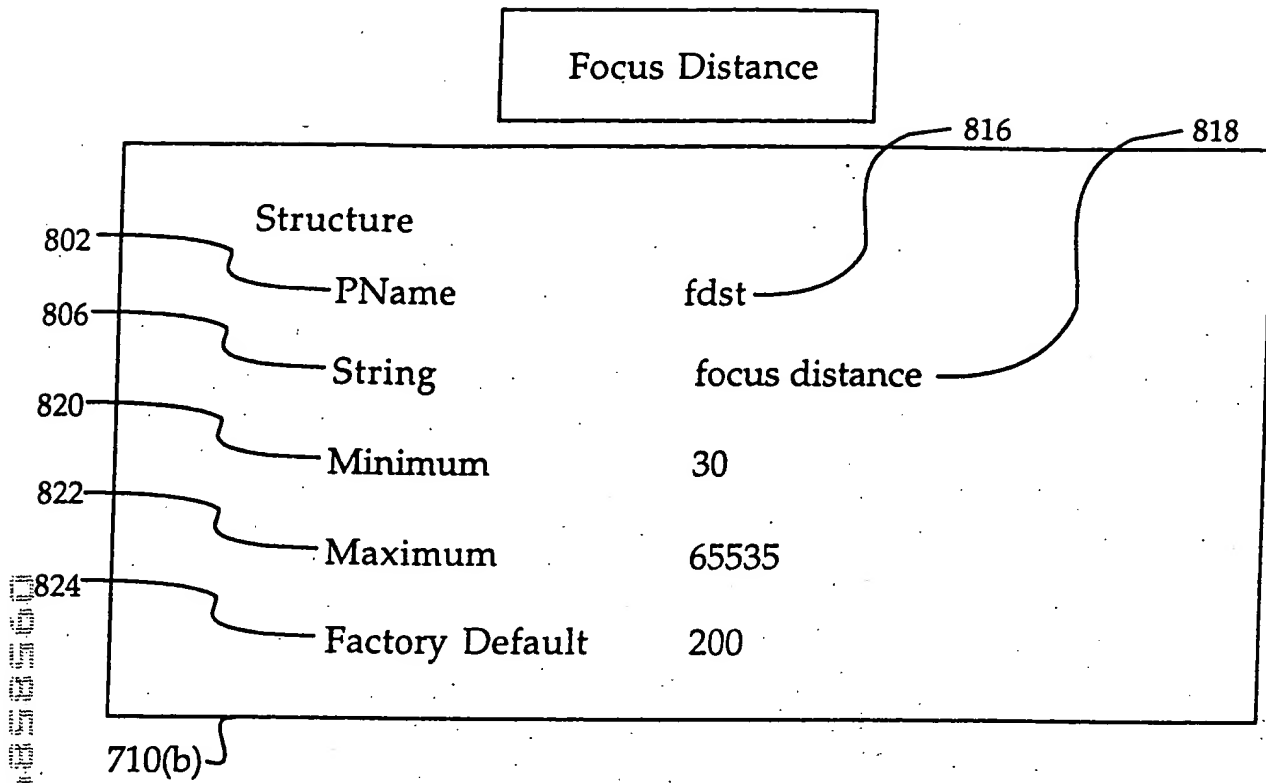 Focus Distance
816
818
Structure
802
PName fdst
806
String focus distance
820
Minimum 30
822
Maximum 65535
824
Factory Default 200
710(b)